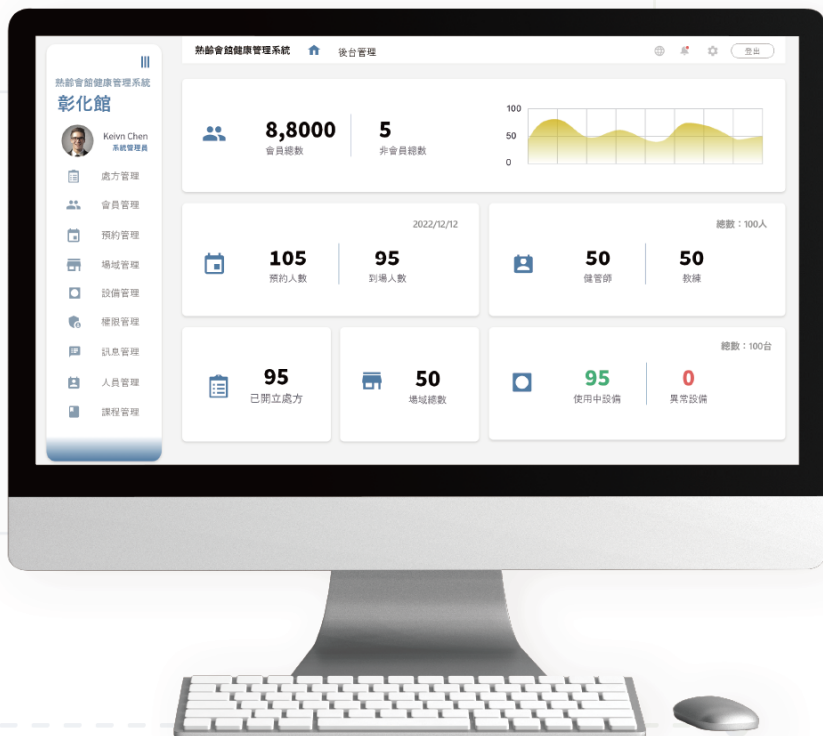 熟齡會館健康管理系統
彰化館
Keivn Chen
系統管理員
處方管理
會員管理
預約管理
場域管理
設備管理
權限管理
訊息管理
人員管理
課程管理
熟齡會館健康管理系統 後台管理 登出
8,8000
會員總數
5
非會員總數
100
50
0
2022/12/12
105
預約人數
95
到場人數
總數：100人
50
健管師
50
教練
95
已開立處方
50
場域總數
總數：100台
95
使用中設備
0
異常設備